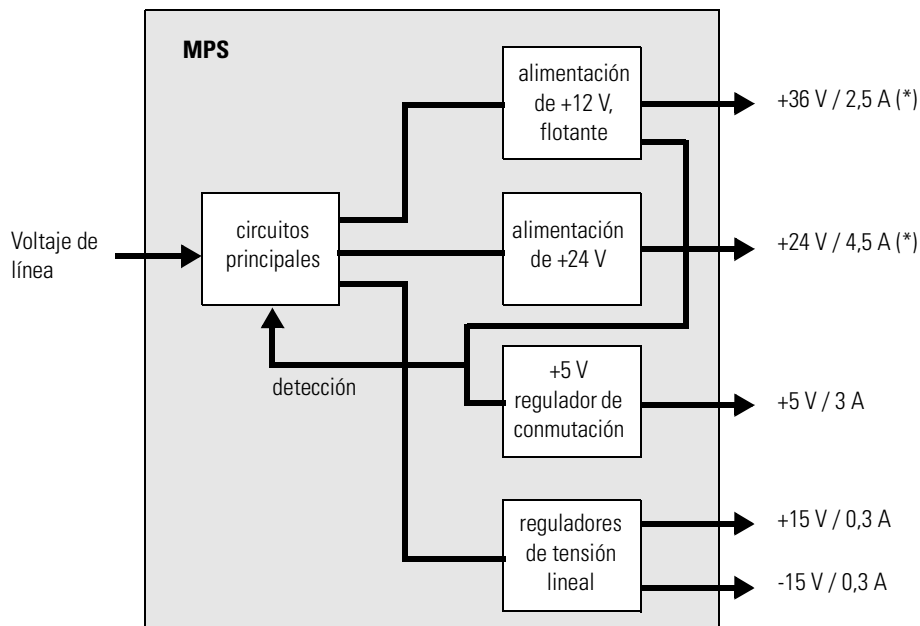 MPS
alimentación
de +12 V,
flotante
+36 V / 2,5 A (*)
Voltaje de
línea
circuitos
principales
alimentación
de +24 V
+24 V / 4,5 A (*)
detección
+5 V
regulador de
conmutación
+5 V / 3 A
reguladores
de tensión
lineal
+15 V / 0,3 A
-15 V / 0,3 A